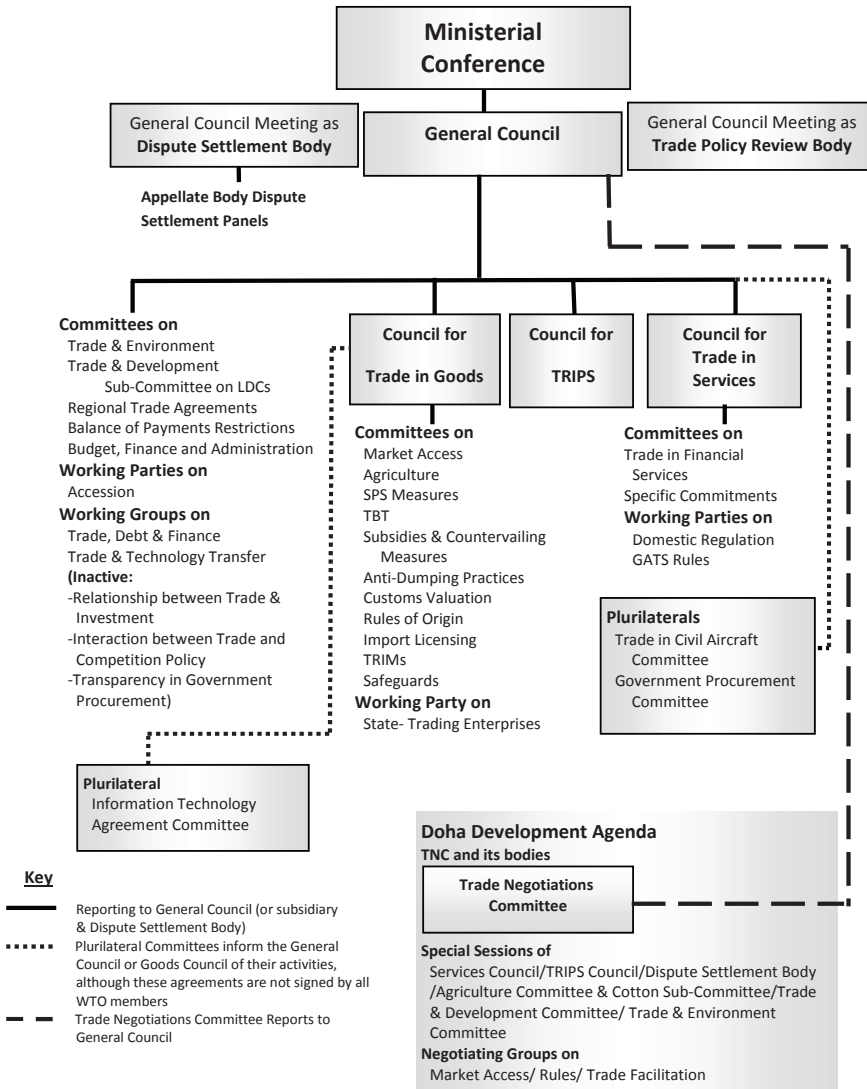 Ministerial
Conference
General Council Meeting as
Dispute Settlement Body
General Council
General Council Meeting as
Trade Policy Review Body
Appellate Body Dispute
Settlement Panels
Committees on
Trade & Environment
Trade & Development
Sub-Committee on LDCs
Regional Trade Agreements
Balance of Payments Restrictions
Budget, Finance and Administration
Working Parties on
Accession
Working Groups on
Trade, Debt & Finance
Trade & Technology Transfer
(Inactive:
-Relationship between Trade &
Investment
-Interaction between Trade and
Competition Policy
-Transparency in Government
Procurement)
Council for
Trade in Goods
Committees on
Market Access
Agriculture
SPS Measures
TBT
Subsidies & Countervailing
Measures
Anti-Dumping Practices
Customs Valuation
Rules of Origin
Import Licensing
TRIMs
Safeguards
Working Party on
State- Trading Enterprises
Council for
TRIPS
Council for
Trade in
Services
Committees on
Trade in Financial
Services
Specific Commitments
Working Parties on
Domestic Regulation
GATS Rules
Plurilaterals
Trade in Civil Aircraft
Committee
Government Procurement
Committee
Plurilateral
Information Technology
Agreement Committee
Doha Development Agenda
TNC and its bodies
Trade Negotiations
Committee
Special Sessions of
Services Council/TRIPS Council/Dispute Settlement Body
/Agriculture Committee & Cotton Sub-Committee/Trade
& Development Committee/ Trade & Environment
Committee
Negotiating Groups on
Market Access/ Rules/ Trade Facilitation
Key
Reporting to General Council (or subsidiary
& Dispute Settlement Body)
Plurilateral Committees inform the General
Council or Goods Council of their activities,
although these agreements are not signed by all
WTO members
Trade Negotiations Committee Reports to
General Council